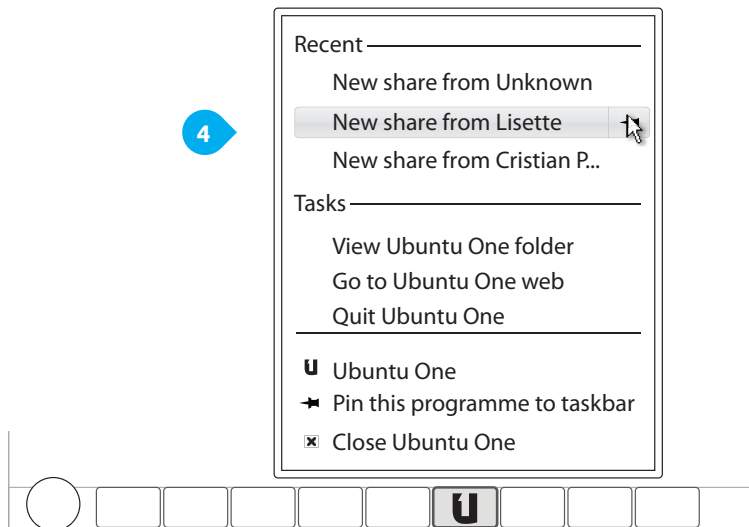 Recent
New share from Unknown
4
New share from Lisette
New share from Cristian P...
Tasks
View Ubuntu One folder
Go to Ubuntu One web
Quit Ubuntu One
Ubuntu One
Pin this programme to taskbar
Close Ubuntu One